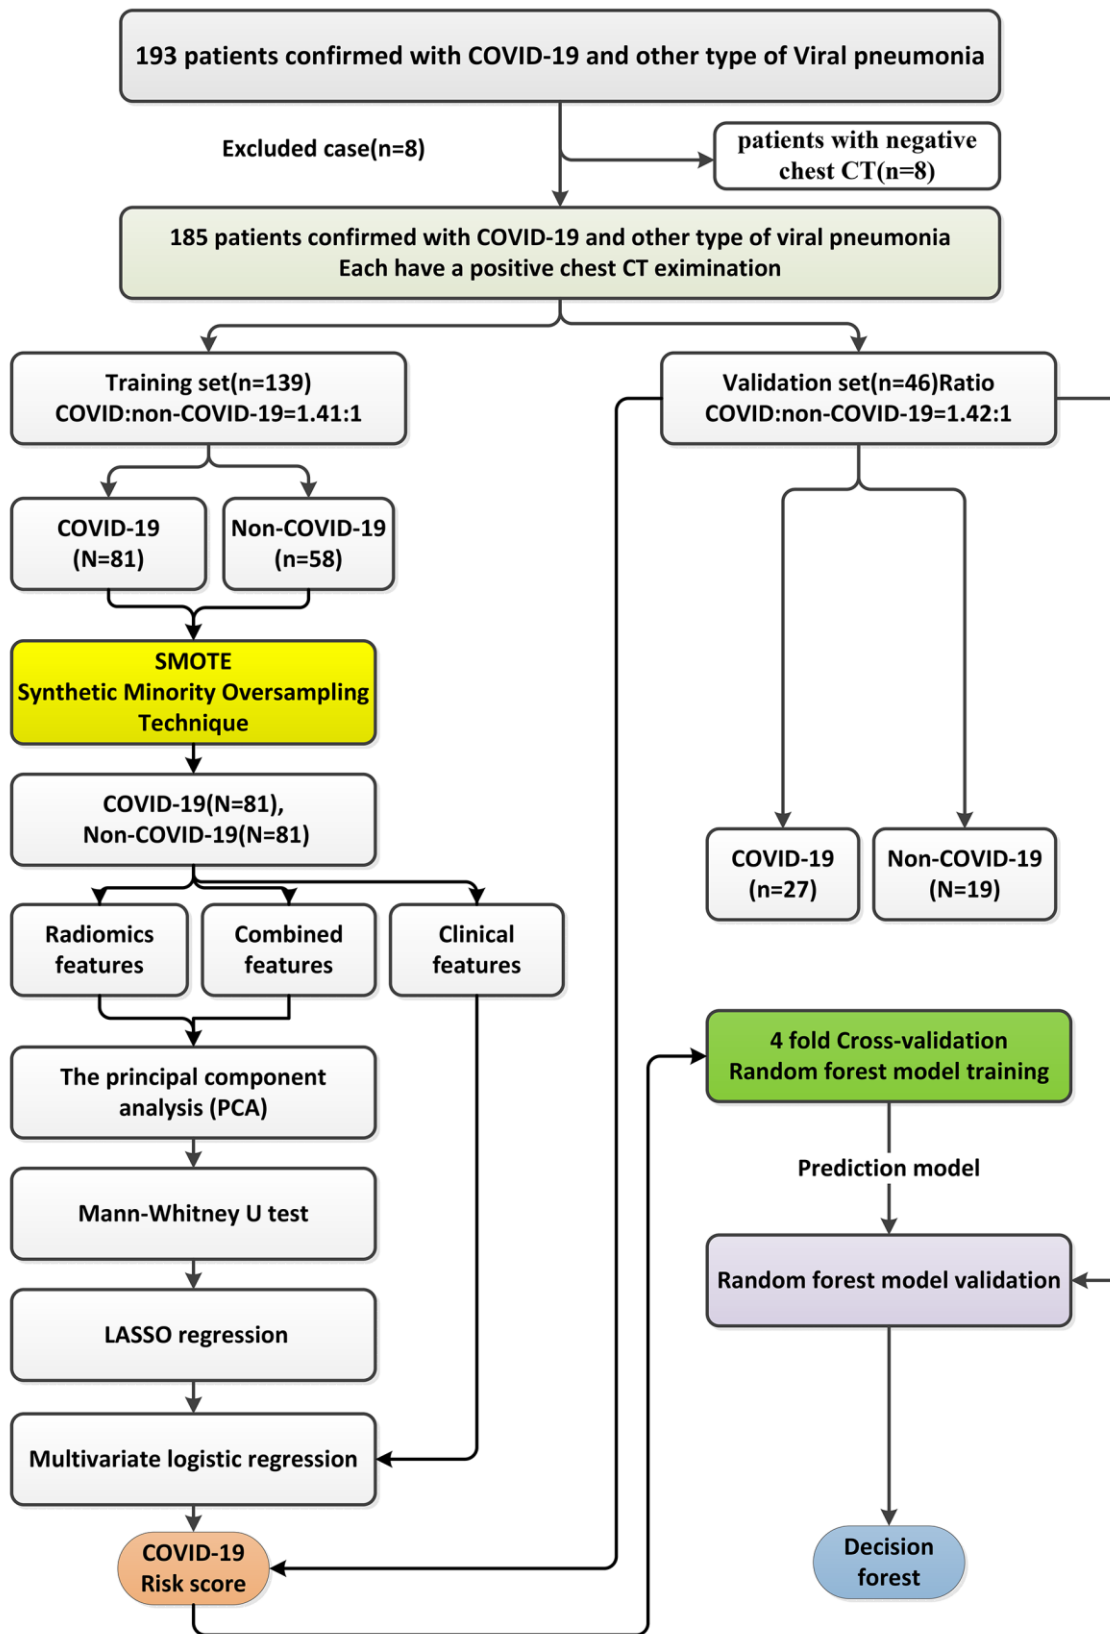 193 patients confirmed with COVID-19 and other type of Viral pneumonia
Excluded case(n=8)
patients with negative
chest CT(n=8)
185 patients confirmed with COVID-19 and other type of viral pneumonia
Each have a positive chest CT eximination
Training set(n=139)
COVID:non-COVID-19=1.41:1
Validation set(n=46)Ratio
COVID:non-COVID-19=1.42:1
COVID-19
(N=81)
Non-COVID-19
(n=58)
SMOTE
Synthetic Minority Oversampling
Technique
COVID-19(N=81),
Non-COVID-19(N=81)
COVID-19
(n=27)
Non-COVID-19
(N=19)
Radiomics
features
Combined
features
Clinical
features
The principal component
analysis (PCA)
Mann-Whitney U test
LASSO regression
Multivariate logistic regression
COVID-19
Risk score
4 fold Cross-validation
Random forest model training
Prediction model
Random forest model validation
Decision
forest